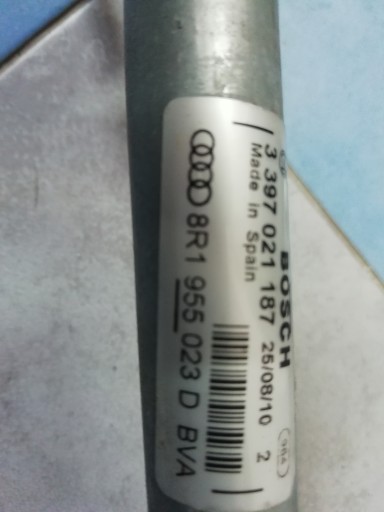 BOSCH
3 397 021 187 25/08/10 2
Made in Spain
8R1 955 023 D BVA